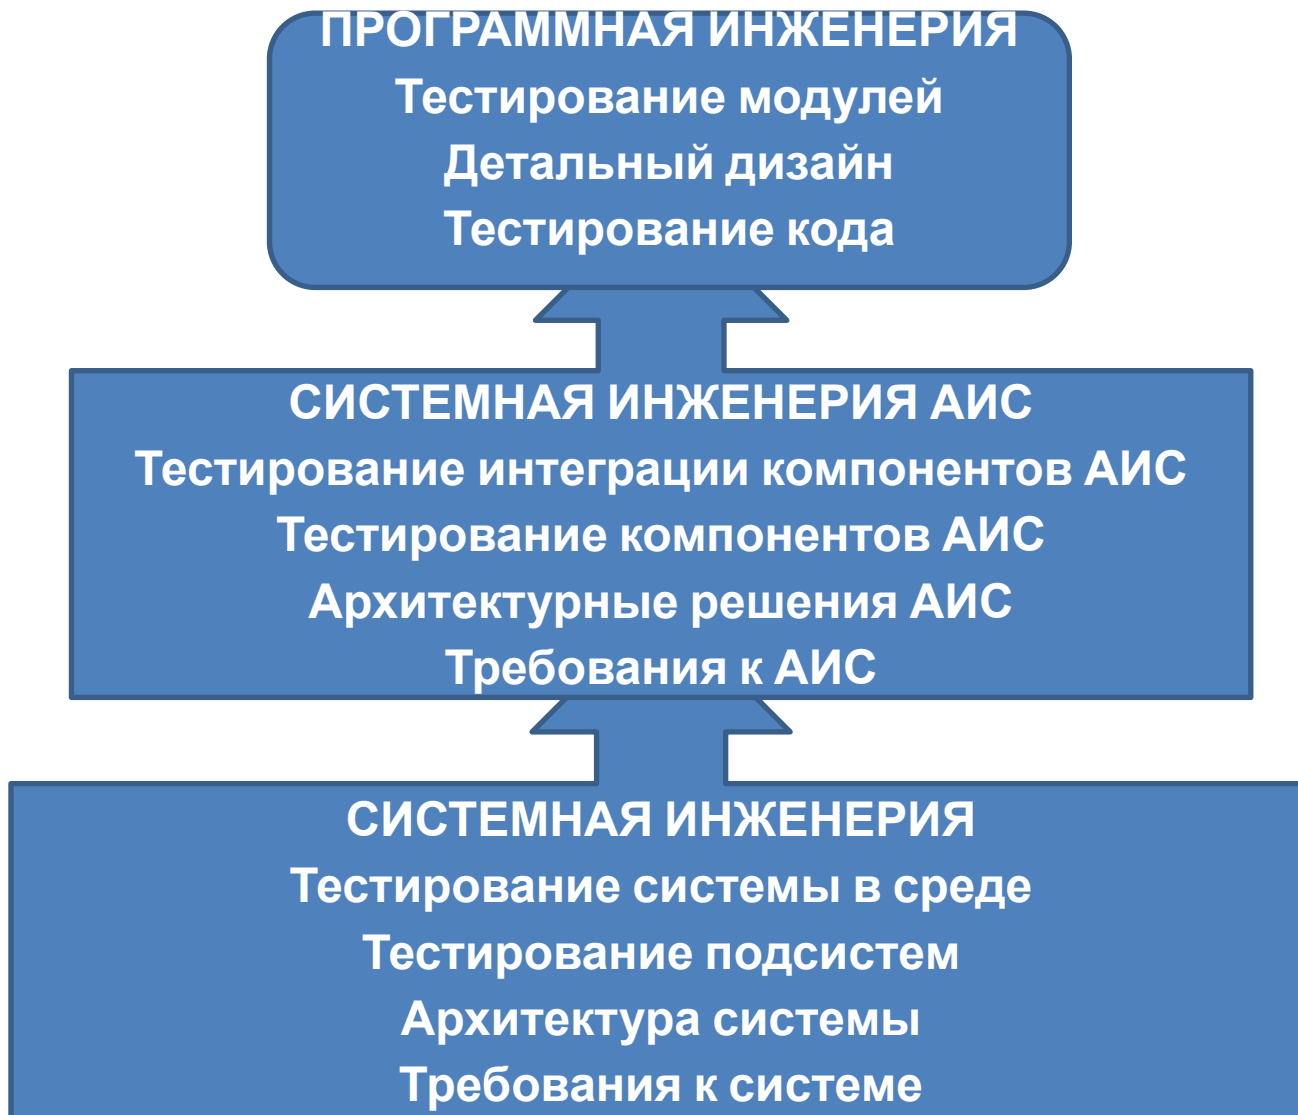 ПРОГРАММНАЯ ИНЖЕНЕРИЯ
Тестирование модулей
Детальный дизайн
Тестирование кода
СИСТЕМНАЯ ИНЖЕНЕРИЯ АИС
Тестирование интеграции компонентов АИС
Тестирование компонентов АИС
Архитектурные решения АИС
Требования к АИС
СИСТЕМНАЯ ИНЖЕНЕРИЯ
Тестирование системы в среде
Тестирование подсистем
Архитектура системы
Требования к системе